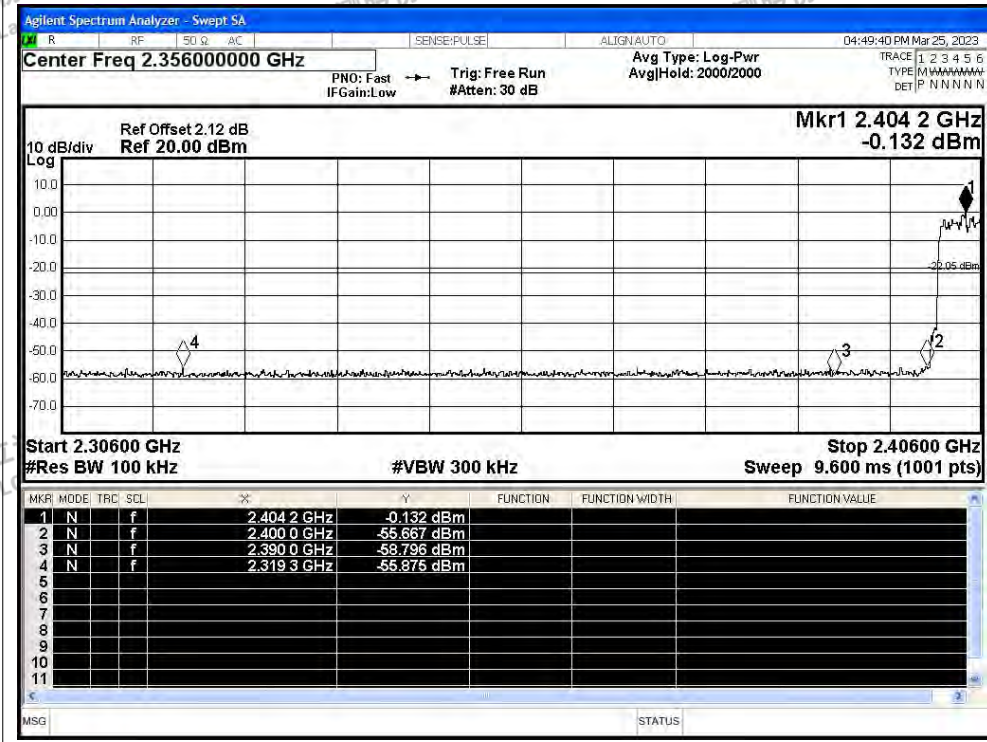 Agilent Spectrum Analyzer - Swept SA
R RF 50 Ω AC SENSE:PULSE ALIGNAUTO 04:49:40 PM Mar 25, 2023
Center Freq 2.356000000 GHz
PNO: Fast
IFGain:Low
Trig: Free Run
#Atten: 30 dB
Avg Type: Log-Pwr
Avg|Hold: 2000/2000
TRACE 1 2 3 4 5 6
TYPE MWWWWW
DET P N N N N N
Ref Offset 2.12 dB
10 dB/div Ref 20.00 dBm
Log
Mkr1 2.404 2 GHz
-0.132 dBm
10.0
0.00
-10.0
-20.0
-30.0
-40.0
-50.0
-60.0
-70.0
1
-22.05 dBm
4
3
2
Start 2.30600 GHz Stop 2.40600 GHz
#Res BW 100 kHz #VBW 300 kHz Sweep 9.600 ms (1001 pts)
MKR MODE TRC SCL X Y FUNCTION FUNCTION WIDTH FUNCTION VALUE
1 N f 2.404 2 GHz -0.132 dBm
2 N f 2.400 0 GHz -55.667 dBm
3 N f 2.390 0 GHz -58.796 dBm
4 N f 2.319 3 GHz -55.875 dBm
5
6
7
8
9
10
11
MSG STATUS